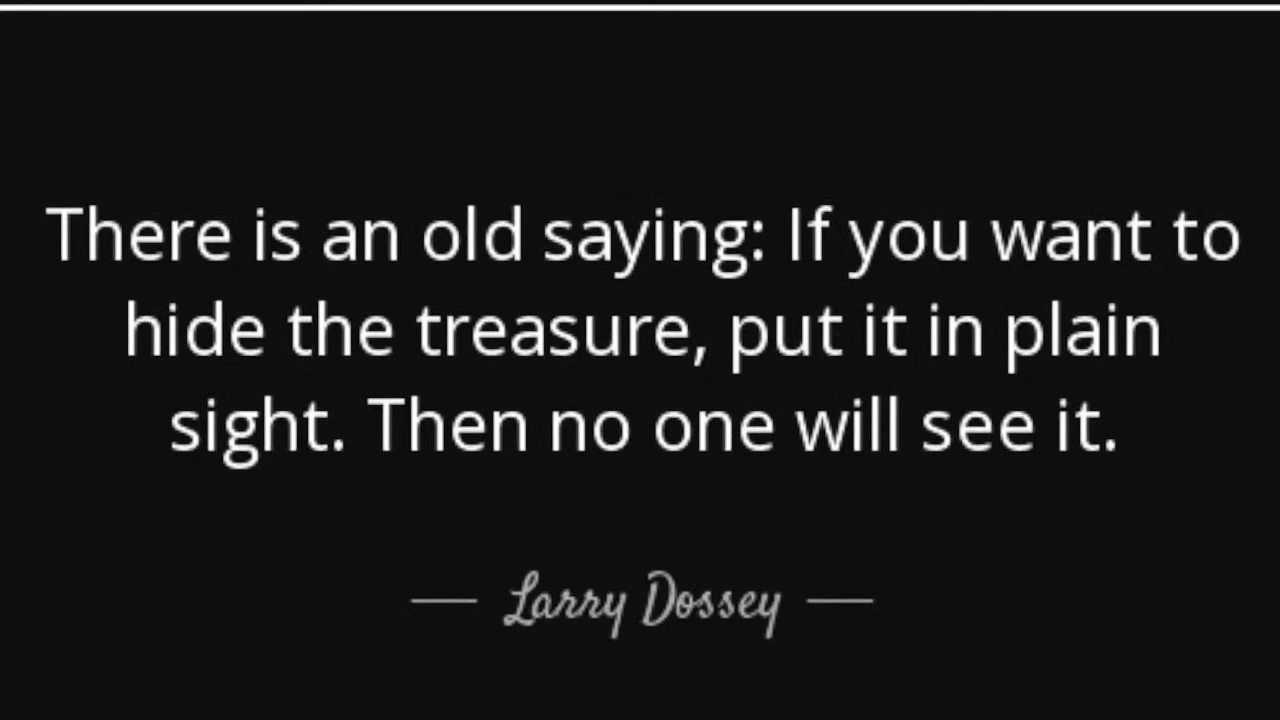 There is an old saying: If you want to
hide the treasure, put it in plain
sight. Then no one will see it.
— Larry Dossey —